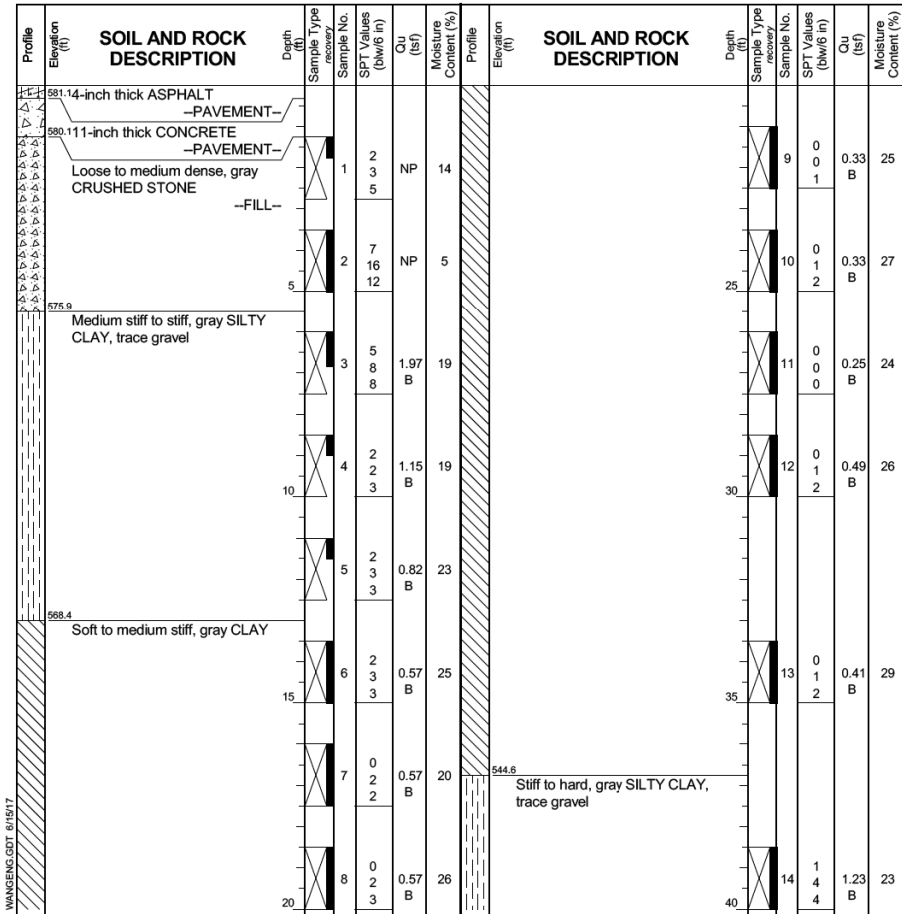 Profile
Elevation (ft)
SOIL AND ROCK
DESCRIPTION
Depth (ft)
Sample Type
recovery
Sample No.
SPT Values
(blw/6 in)
Qu
(tsf)
Moisture
Content (%)
581.1 4-inch thick ASPHALT
--PAVEMENT--
580.1 11-inch thick CONCRETE
--PAVEMENT--
Loose to medium dense, gray
CRUSHED STONE
--FILL--
1 2 3 5 NP 14
2 7 16 12 NP 5
5
575.9
Medium stiff to stiff, gray SILTY
CLAY, trace gravel
3 5 8 8 1.97 B 19
4 2 2 3 1.15 B 19
10
5 2 3 3 0.82 B 23
568.4
Soft to medium stiff, gray CLAY
6 2 3 3 0.57 B 25
15
7 0 2 2 0.57 B 20
8 0 2 3 0.57 B 26
20
WANGENG.GDT 6/15/17
Profile
Elevation (ft)
SOIL AND ROCK
DESCRIPTION
Depth (ft)
Sample Type
recovery
Sample No.
SPT Values
(blw/6 in)
Qu
(tsf)
Moisture
Content (%)
9 0 0 1 0.33 B 25
10 0 1 2 0.33 B 27
25
11 0 0 0 0.25 B 24
12 0 1 2 0.49 B 26
30
13 0 1 2 0.41 B 29
35
544.6
Stiff to hard, gray SILTY CLAY,
trace gravel
14 1 4 4 1.23 B 23
40